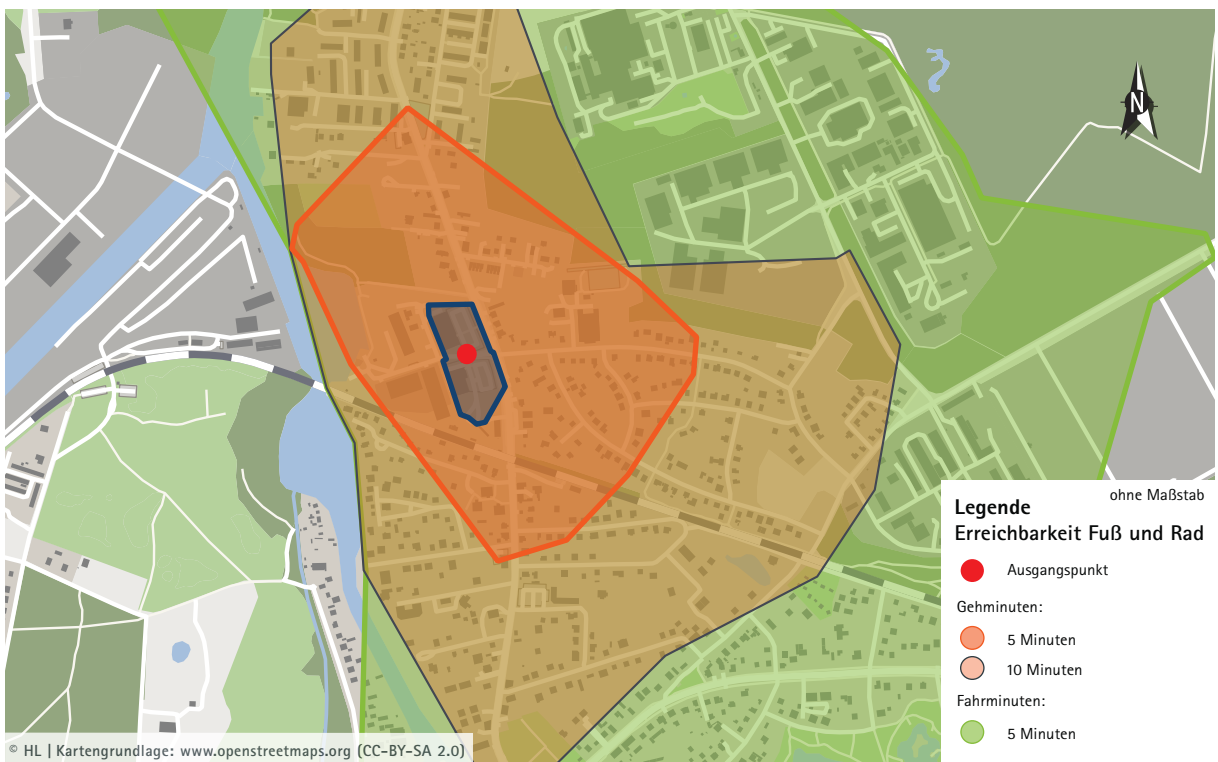 N
ohne Maßstab
Legende
Erreichbarkeit Fuß und Rad
Ausgangspunkt
Gehminuten:
5 Minuten
10 Minuten
Fahrminuten:
5 Minuten
© HL | Kartengrundlage: www.openstreetmaps.org (CC-BY-SA 2.0)